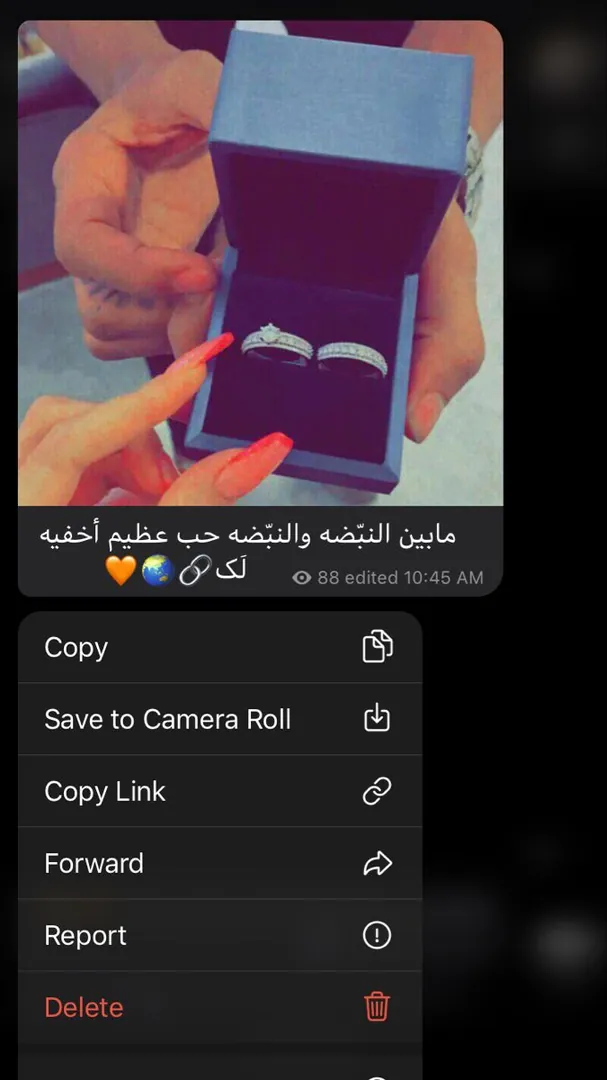 مابين النبّضه والنبّضه حب عظيم أخفيه
لَک🔗🌏🧡
88 edited 10:45 AM
Copy
Save to Camera Roll
Copy Link
Forward
Report
Delete